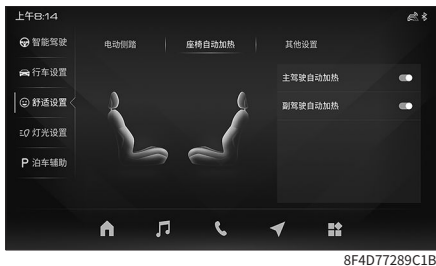 上午8:14
智能驾驶
电动侧踏
座椅自动加热
其他设置
行车设置
主驾驶自动加热
舒适设置
副驾驶自动加热
灯光设置
P 泊车辅助
8F4D77289C1B